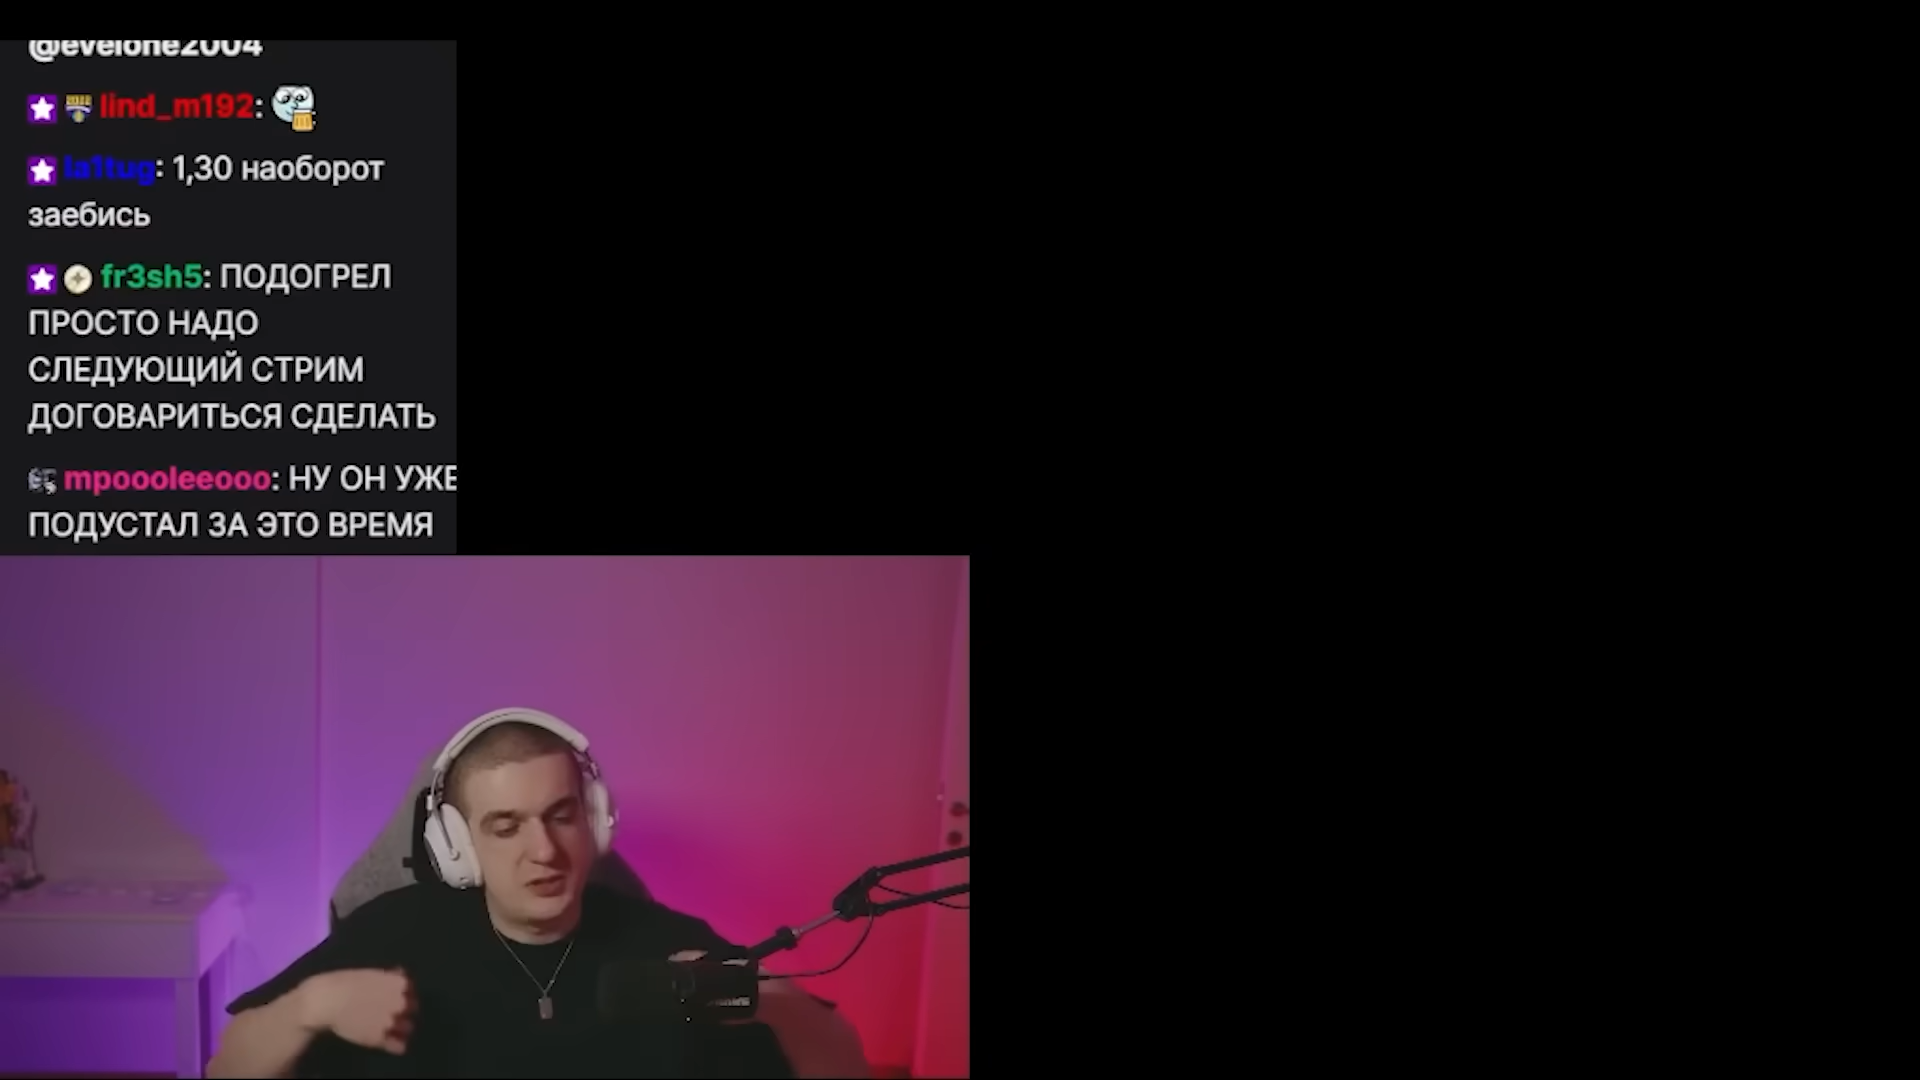 @evelone2004
lind_m192:
la1tug: 1,30 наоборот
заебись
fr3sh5: ПОДОГРЕЛ
ПРОСТО НАДО
СЛЕДУЮЩИЙ СТРИМ
ДОГОВАРИТЬСЯ СДЕЛАТЬ
mpoooleeooo: НУ ОН УЖЕ
ПОДУСТАЛ ЗА ЭТО ВРЕМЯ